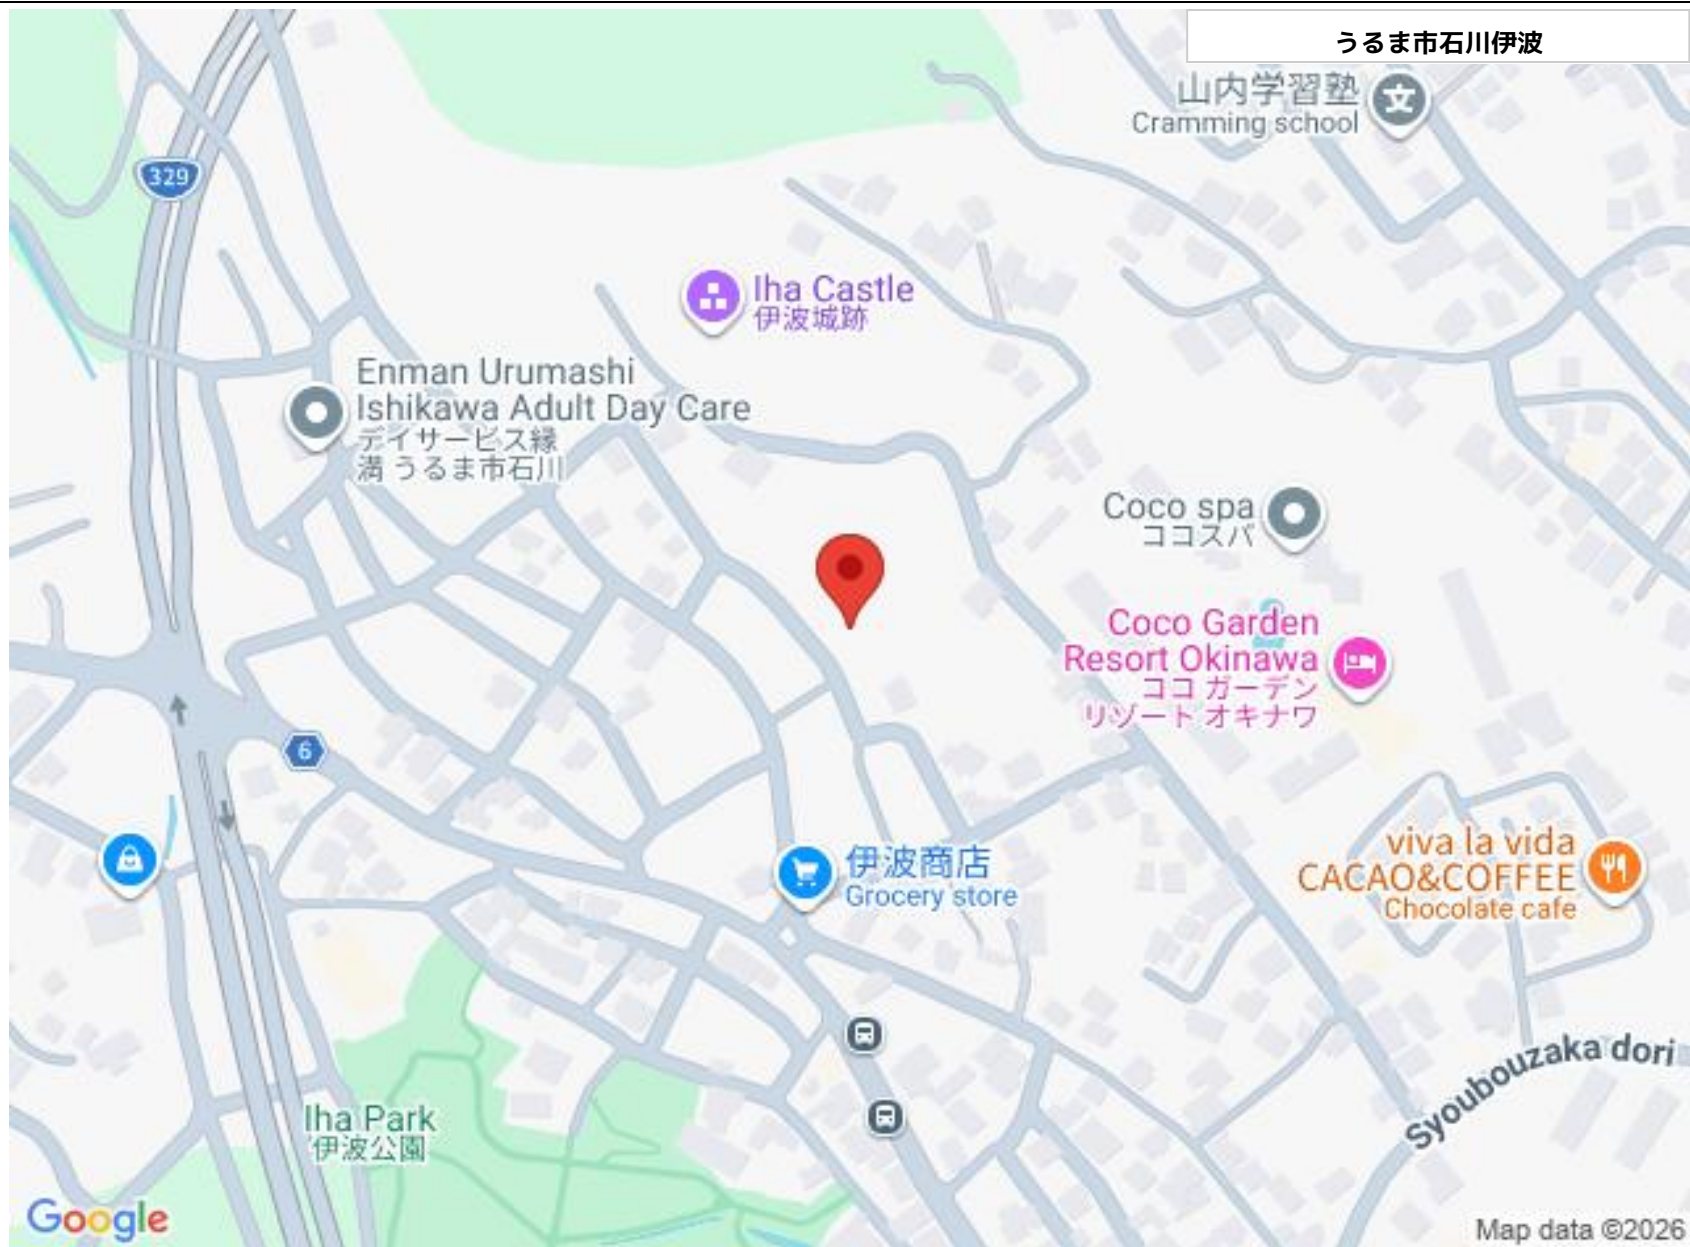 うるま市石川伊波
山内学習塾
Cramming school
329
Iha Castle
伊波城跡
Enman Urumashi
Ishikawa Adult Day Care
デイサービス縁
満 うるま市石川
Coco spa
ココスパ
Coco Garden
Resort Okinawa
ココ ガーデン
リゾート オキナワ
6
viva la vida
CACAO&COFFEE
Chocolate cafe
伊波商店
Grocery store
Syoubouzaka dori
Iha Park
伊波公園
Google
Map data ©2026